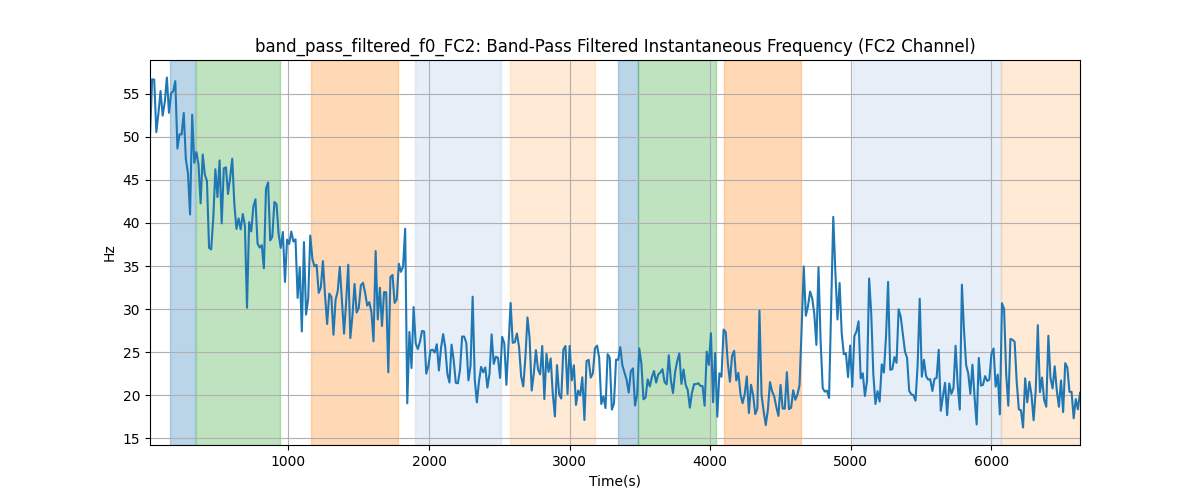 band_pass_filtered_f0_FC2: Band-Pass Filtered Instantaneous Frequency (FC2 Channel)
55
50
45
40
35
30
25
20
15
Hz
1000 2000 3000 4000 5000 6000
Time(s)